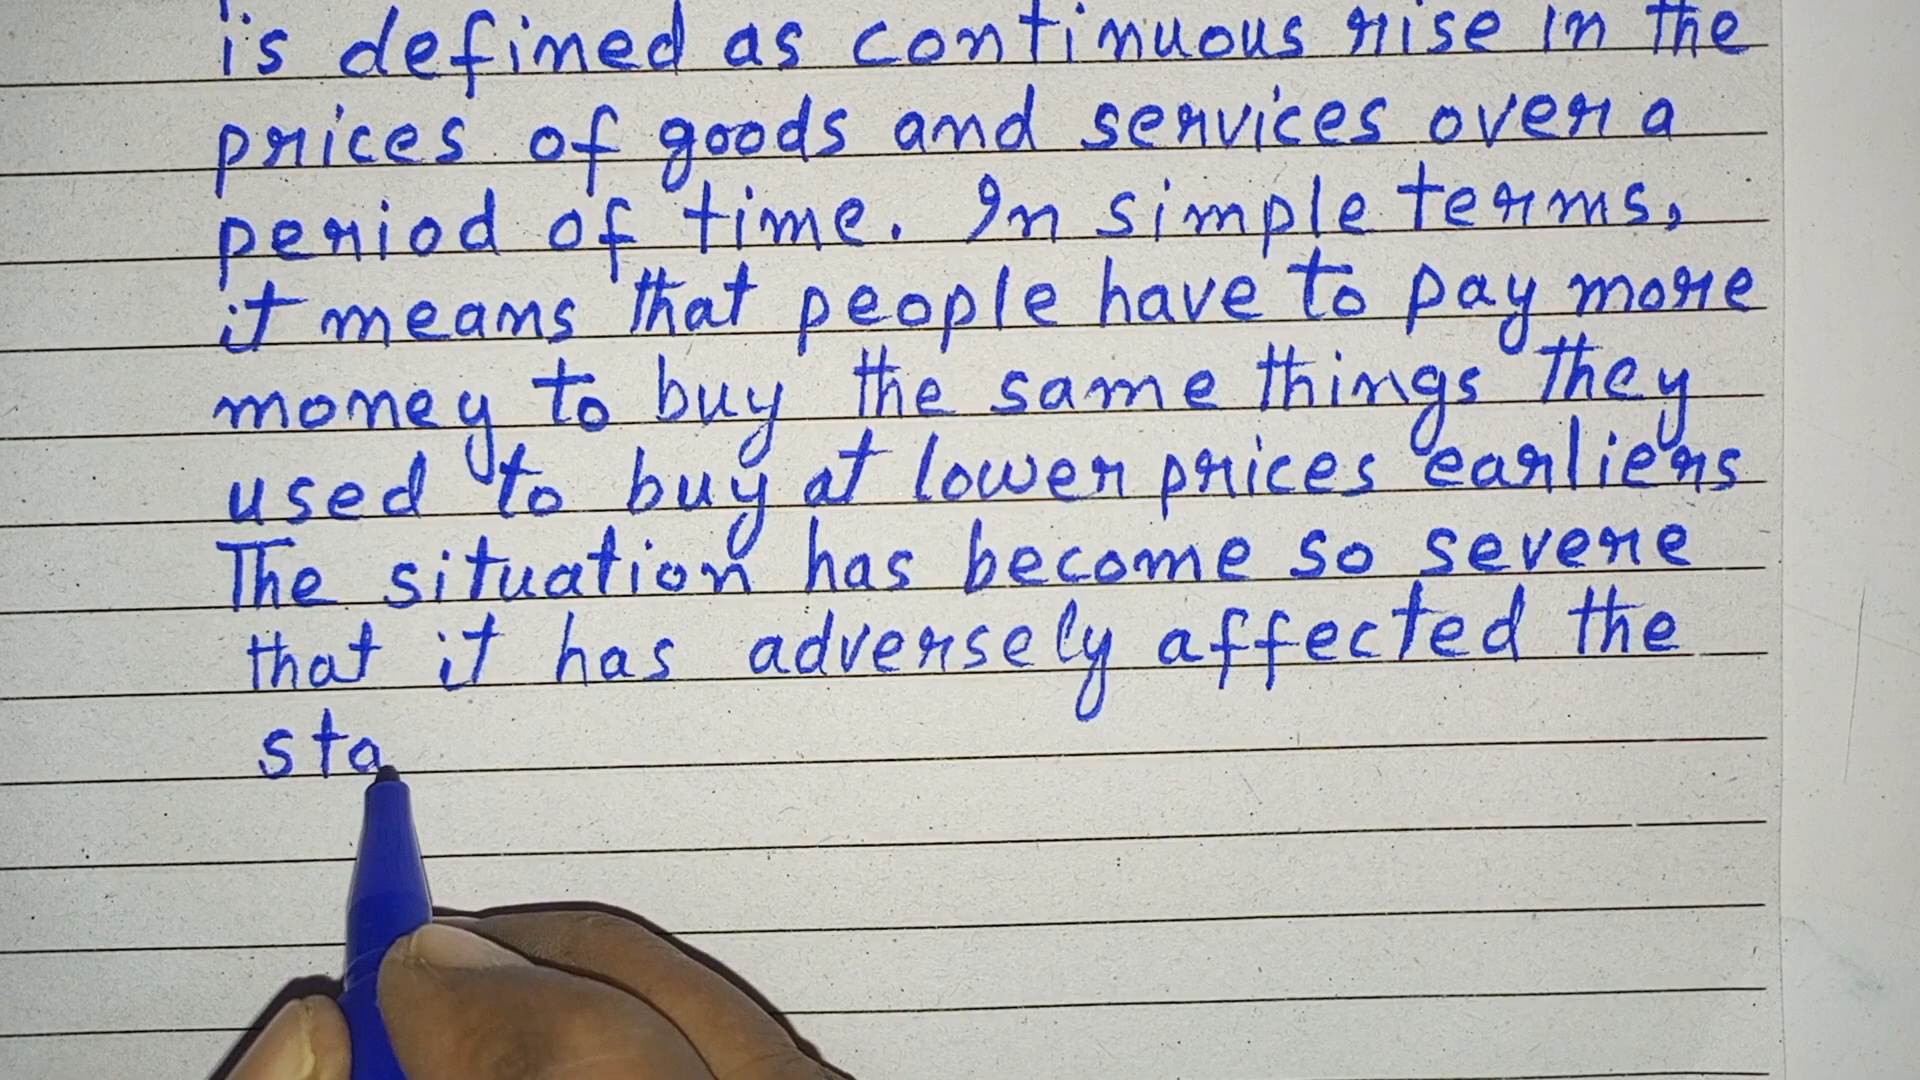 is defined as continuous rise in the
prices of goods and services over a
period of time. In simple terms,
it means that people have to pay more
money to buy the same things they
used to buy at lower prices earliers
The situation has become so severe
that it has adversely affected the
sta